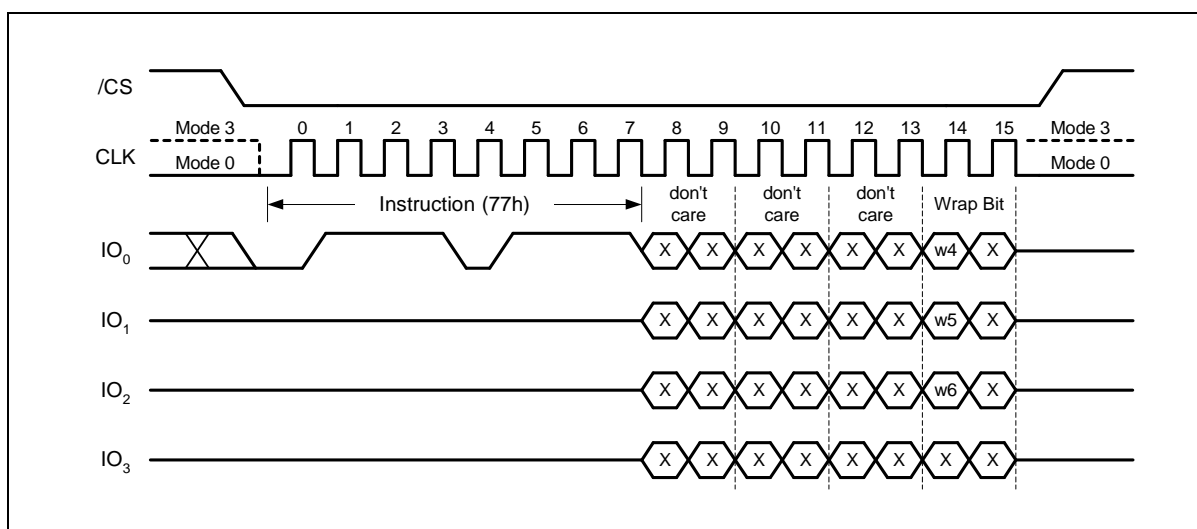 /CS
Mode 3 0 1 2 3 4 5 6 7 8 9 10 11 12 13 14 15 Mode 3
CLK
Mode 0 Mode 0
Instruction (77h)
don't care
don't care
don't care
Wrap Bit
IO0 X X X X X X w4 X
IO1 X X X X X X w5 X
IO2 X X X X X X w6 X
IO3 X X X X X X X X